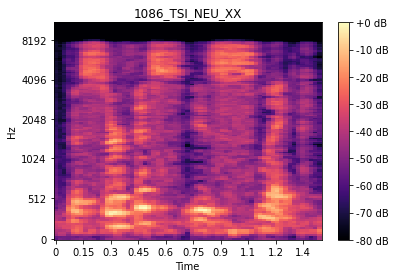 1086_TSI_NEU_XX
+0 dB
8192
-10 dB
4096
-20 dB
-30 dB
2048
Hz
-40 dB
1024
-50 dB
512
-60 dB
-70 dB
0
-80 dB
0 0.15 0.3 0.45 0.6 0.75 0.9 1.1 1.2 1.4
Time